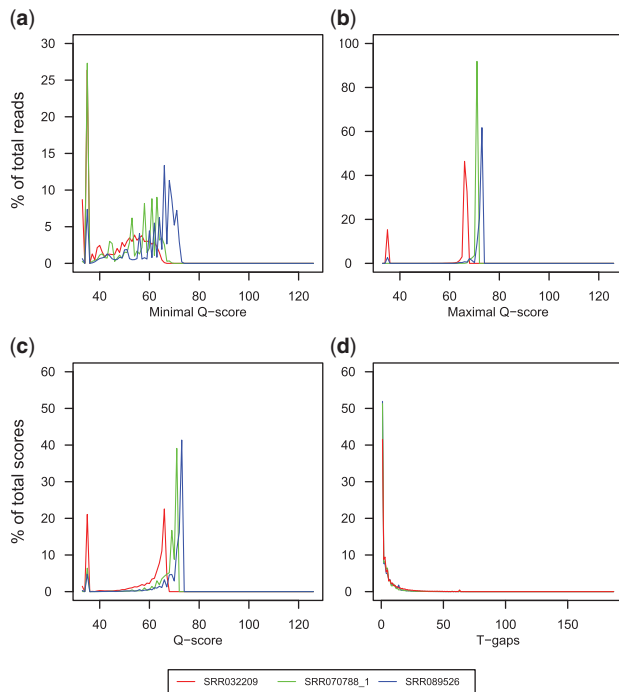 (a)
(b)
30
25
20
15
10
5
0
% of total reads
40 60 80 100 120
Minimal Q−score
100
80
60
40
20
0
40 60 80 100 120
Maximal Q−score
(c)
(d)
60
50
40
30
20
10
0
% of total scores
40 60 80 100 120
Q−score
60
50
40
30
20
10
0
0 50 100 150
T−gaps
SRR032209 SRR070788_1 SRR089526